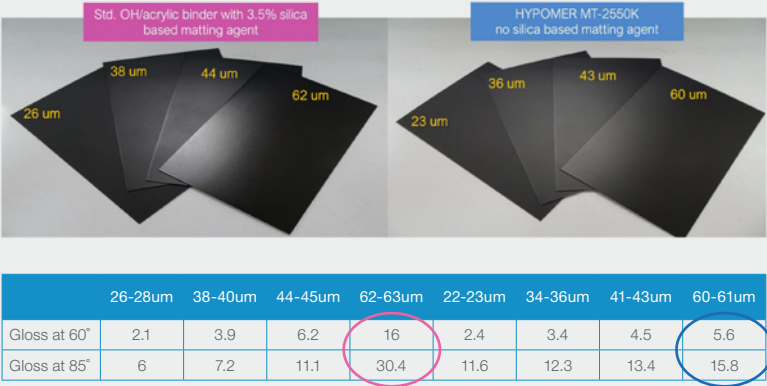 Std. OH/acrylic binder with 3.5% silica
based matting agent
HYPOMER MT-2550K
no silica based matting agent
26 um
38 um
44 um
62 um
23 um
36 um
43 um
60 um
26-28um 38-40um 44-45um 62-63um 22-23um 34-36um 41-43um 60-61um
Gloss at 60° 2.1 3.9 6.2 16 2.4 3.4 4.5 5.6
Gloss at 85° 6 7.2 11.1 30.4 11.6 12.3 13.4 15.8